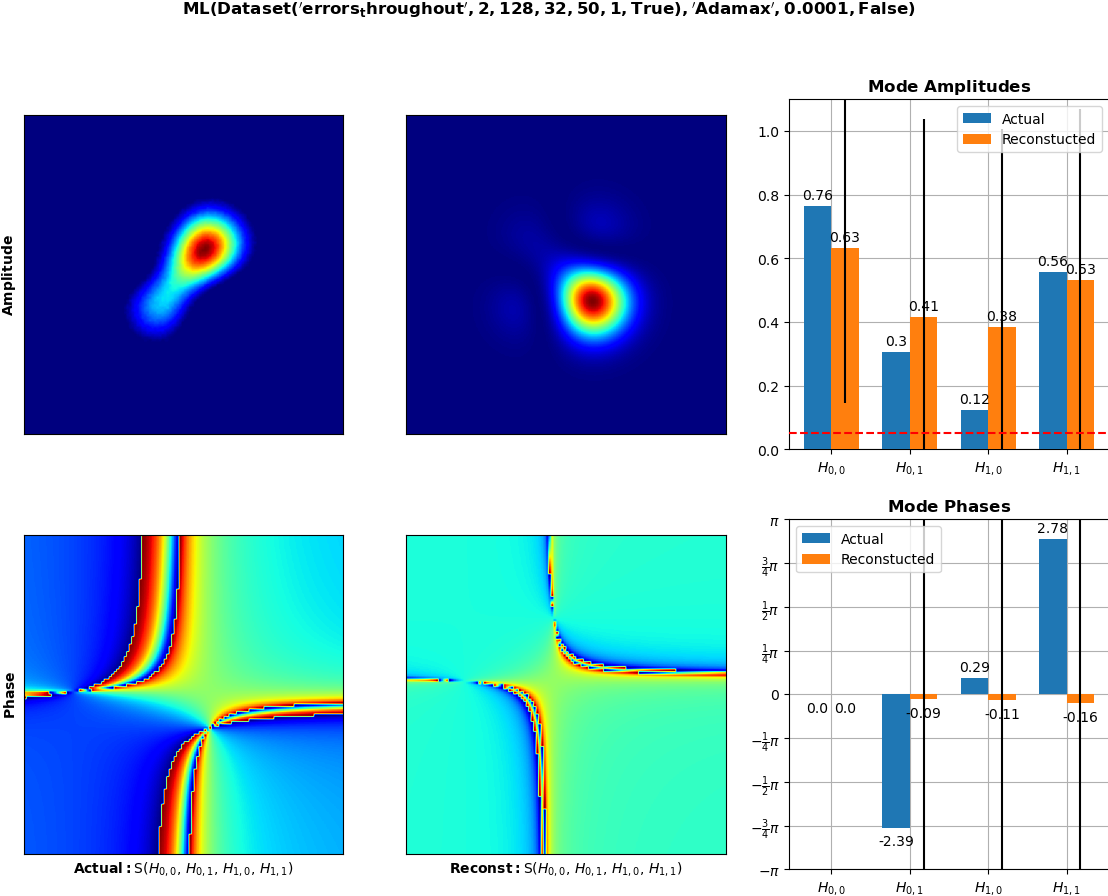 ML(Dataset('errors_throughout', 2, 128, 32, 50, 1, True), 'Adamax', 0.0001, False)
Amplitude
Mode Amplitudes
Actual
Reconstucted
1.0
0.8
0.6
0.4
0.2
0.0
0.76
0.63
0.3
0.41
0.12
0.38
0.56
0.53
H0,0
H0,1
H1,0
H1,1
Phase
Actual: S(H0,0, H0,1, H1,0, H1,1)
Reconst: S(H0,0, H0,1, H1,0, H1,1)
Mode Phases
Actual
Reconstucted
π
3/4π
1/2π
1/4π
0
−1/4π
−1/2π
−3/4π
−π
0.0
0.0
-2.39
-0.09
0.29
-0.11
2.78
-0.16
H0,0
H0,1
H1,0
H1,1